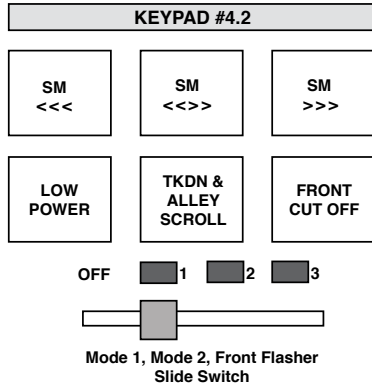 KEYPAD #4.2
SM
<<<
SM
<<>>
SM
>>>
LOW
POWER
TKDN &
ALLEY
SCROLL
FRONT
CUT OFF
OFF 1 2 3
Mode 1, Mode 2, Front Flasher
Slide Switch